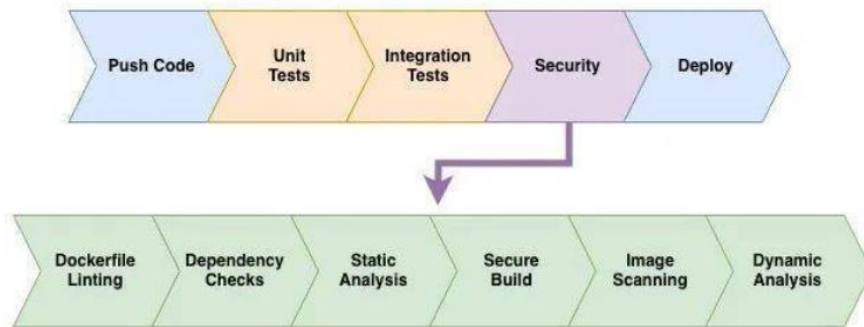 Push Code
Unit
Tests
Integration
Tests
Security
Deploy
Dockerfile
Linting
Dependency
Checks
Static
Analysis
Secure
Build
Image
Scanning
Dynamic
Analysis